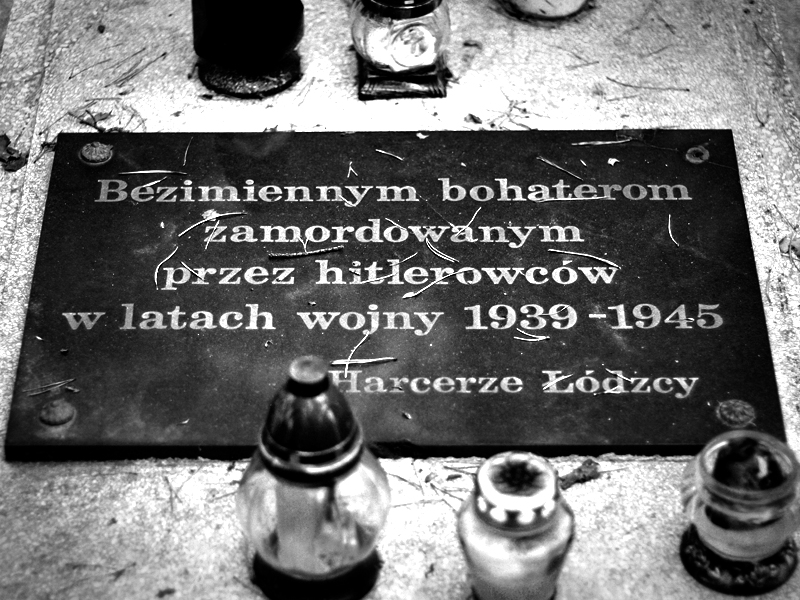 Bezimiennym bohaterom
zamordowanym
przez hitlerowców
w latach wojny 1939-1945
Harcerze Łódzcy